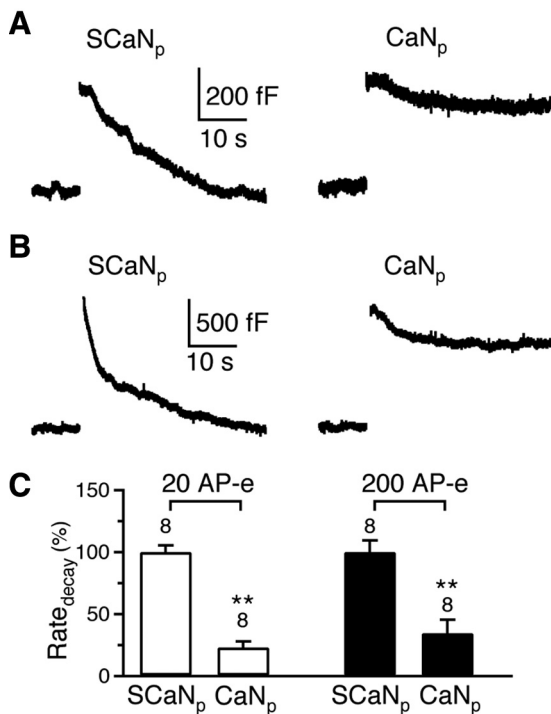 A
SCaNp
CaNp
200 fF
10 s
B
SCaNp
CaNp
500 fF
10 s
C
20 AP-e
200 AP-e
150
100
50
0
Ratedecay (%)
8
**
8
8
**
8
SCaNp
CaNp
SCaNp
CaNp